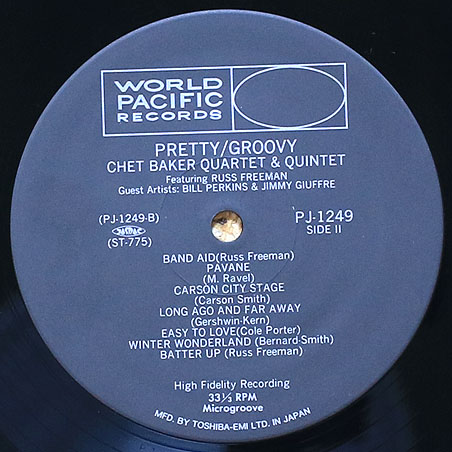 WORLD
PACIFIC
RECORDS
PRETTY/GROOVY
CHET BAKER QUARTET & QUINTET
Featuring RUSS FREEMAN
Guest Artists: BILL PERKINS & JIMMY GIUFFRE
(PJ-1249-B) PJ-1249
SIDE II
(ST-775)
BAND AID(Russ Freeman)
PAVANE
(M. Ravel)
CARSON CITY STAGE
(Carson Smith)
LONG AGO AND FAR AWAY
(Gershwin-Kern)
EASY TO LOVE(Cole Porter)
WINTER WONDERLAND (Bernard-Smith)
BATTER UP (Russ Freeman)
High Fidelity Recording
33⅓ RPM
Microgroove
MFD. BY TOSHIBA-EMI LTD. IN JAPAN